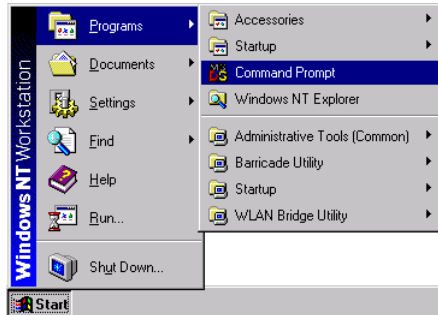 Windows NT Workstation
Programs
Documents
Settings
Find
Help
Run...
Shut Down...
Start
Accessories
Startup
Command Prompt
Windows NT Explorer
Administrative Tools (Common)
Barricade Utility
Startup
WLAN Bridge Utility